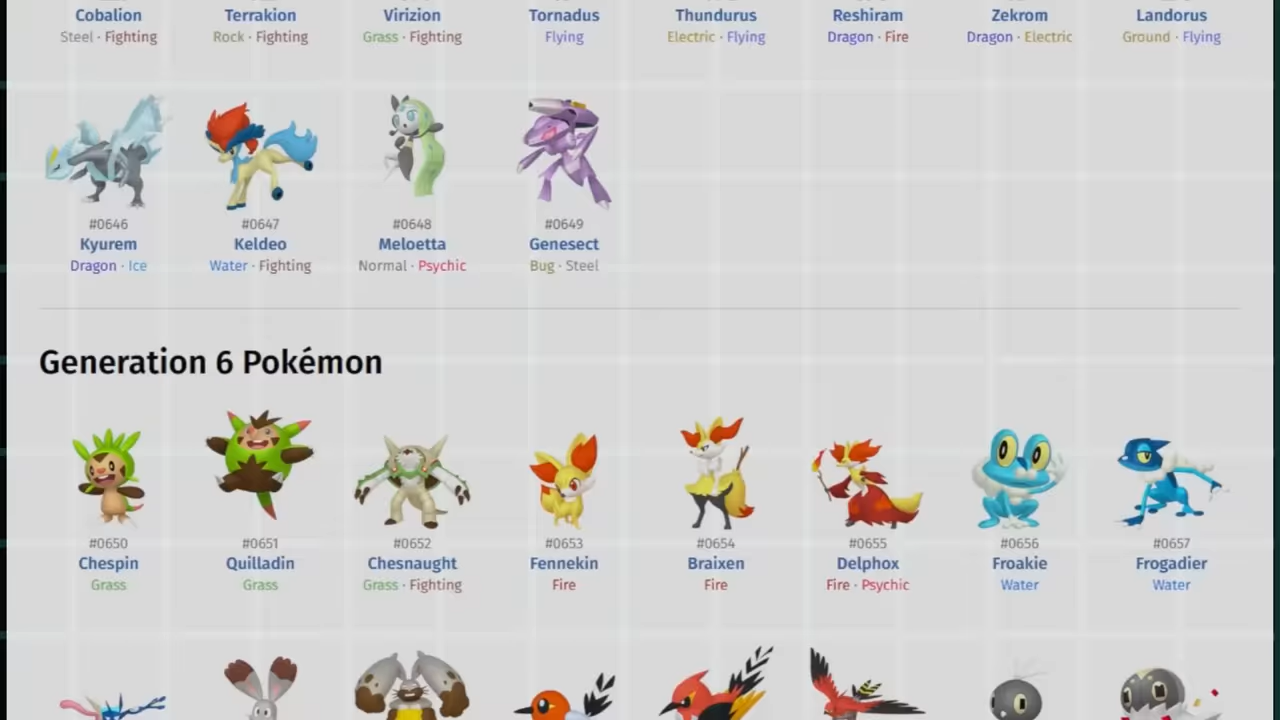 Cobalion Terrakion Virizion Tornadus Thundurus Reshiram Zekrom Landorus
Steel · Fighting Rock · Fighting Grass · Fighting Flying Electric · Flying Dragon · Fire Dragon · Electric Ground · Flying
#0646 #0647 #0648 #0649
Kyurem Keldeo Meloetta Genesect
Dragon · Ice Water · Fighting Normal · Psychic Bug · Steel
Generation 6 Pokémon
#0650 #0651 #0652 #0653 #0654 #0655 #0656 #0657
Chespin Quilladin Chesnaught Fennekin Braixen Delphox Froakie Frogadier
Grass Grass Grass · Fighting Fire Fire Fire · Psychic Water Water